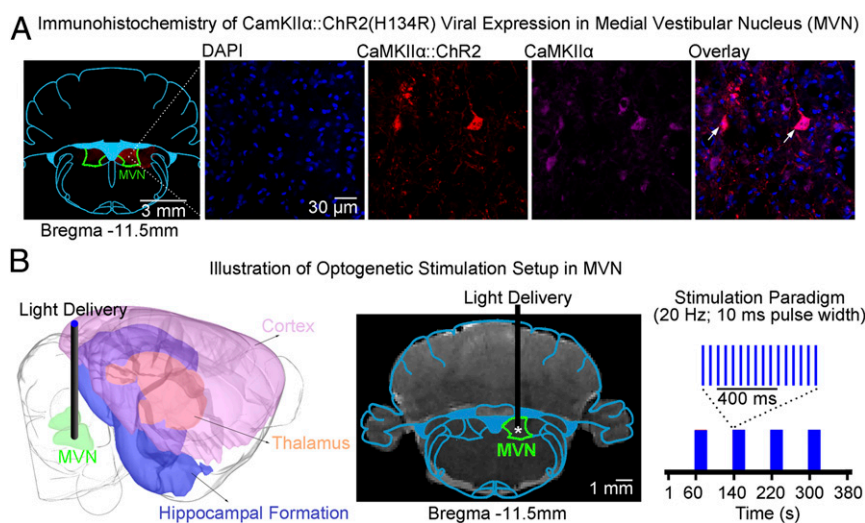 A
Immunohistochemistry of CamKIIα::ChR2(H134R) Viral Expression in Medial Vestibular Nucleus (MVN)
DAPI
CaMKIIα::ChR2
CaMKIIα
Overlay
MVN
3 mm
30 µm
Bregma -11.5mm
B
Illustration of Optogenetic Stimulation Setup in MVN
Light Delivery
Cortex
Thalamus
MVN
Hippocampal Formation
Light Delivery
*
MVN
1 mm
Bregma -11.5mm
Stimulation Paradigm
(20 Hz; 10 ms pulse width)
400 ms
1 60 140 220 300 380
Time (s)